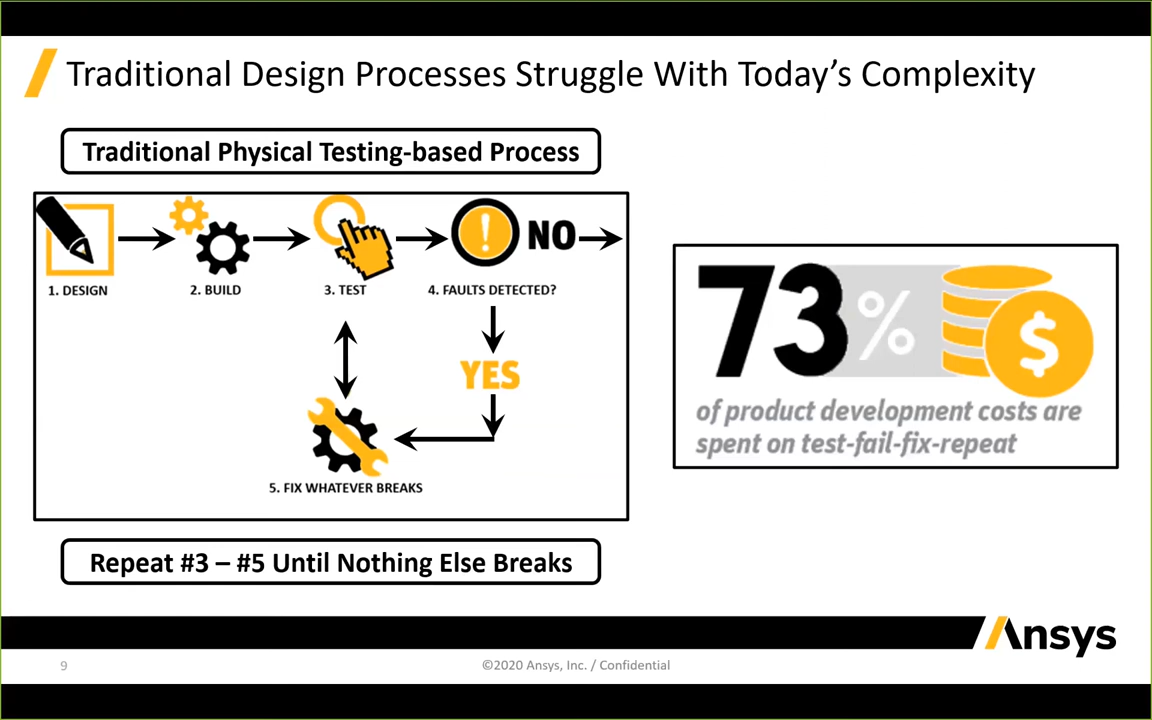 Traditional Design Processes Struggle With Today's Complexity
Traditional Physical Testing-based Process
NO
1. DESIGN
2. BUILD
3. TEST
4. FAULTS DETECTED?
YES
5. FIX WHATEVER BREAKS
Repeat #3 – #5 Until Nothing Else Breaks
73%
$
of product development costs are
spent on test-fail-fix-repeat
Ansys
9
©2020 Ansys, Inc. / Confidential